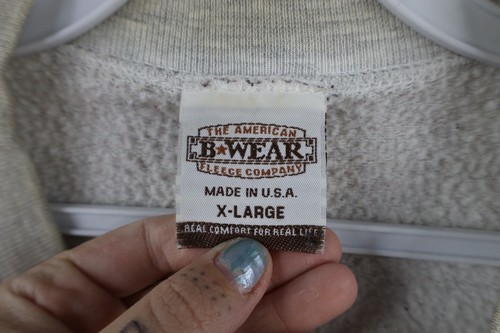 THE AMERICAN
B★WEAR
FLEECE COMPANY
MADE IN U.S.A.
X-LARGE
REAL COMFORT FOR REAL LIFE